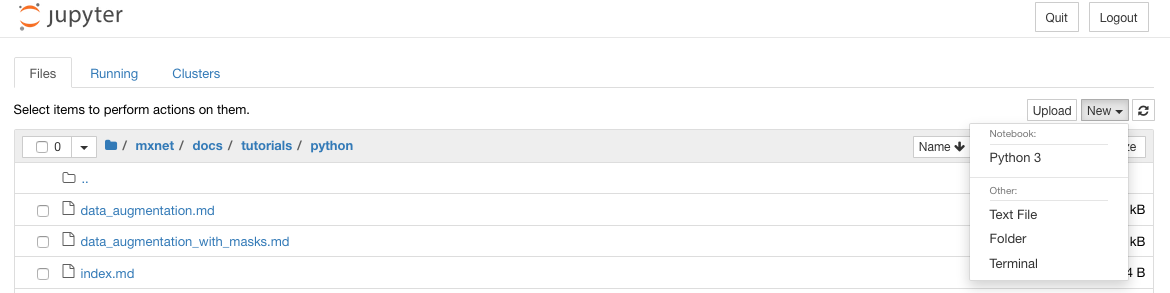 jupyter
Quit Logout
Files Running Clusters
Select items to perform actions on them.
Upload New
0 / mxnet / docs / tutorials / python Name
Notebook:
Python 3
..
Other:
data_augmentation.md kB
Text File
data_augmentation_with_masks.md kB
Folder
index.md 4 B
Terminal